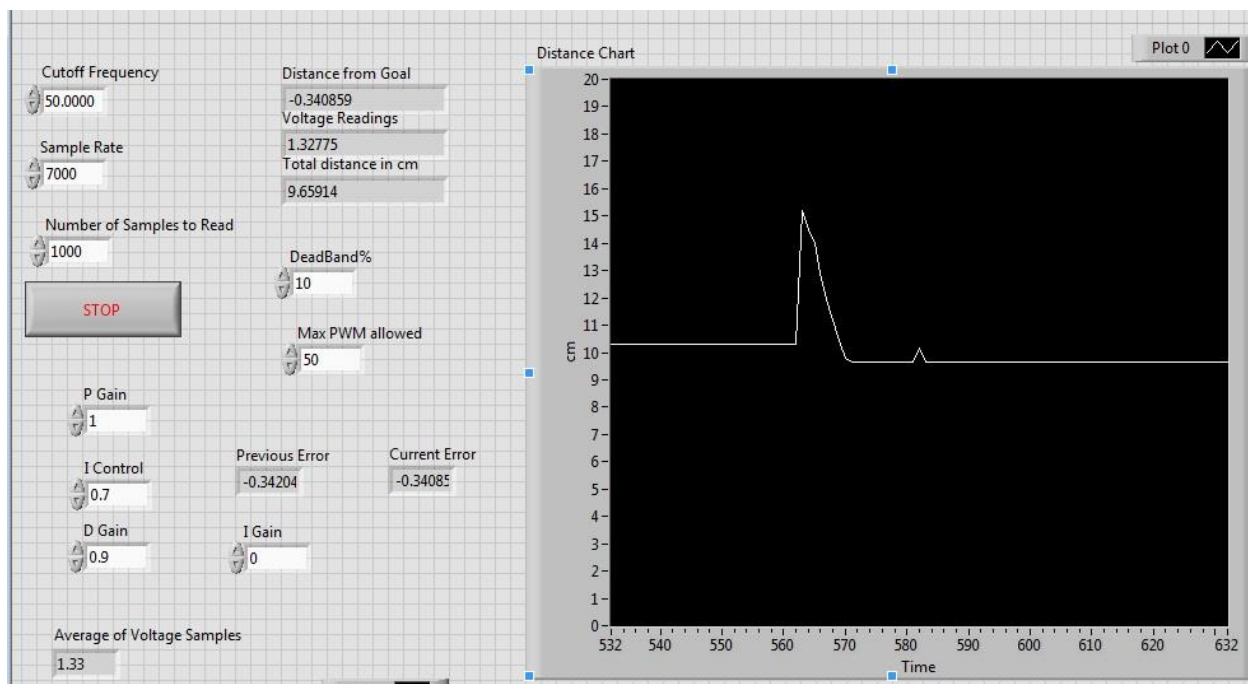 Cutoff Frequency
50.0000
Sample Rate
7000
Number of Samples to Read
1000
STOP
Distance from Goal
-0.340859
Voltage Readings
1.32775
Total distance in cm
9.65914
DeadBand%
10
Max PWM allowed
50
P Gain
1
I Control
0.7
D Gain
0.9
Previous Error
-0.34204
Current Error
-0.34085
I Gain
0
Average of Voltage Samples
1.33
Distance Chart
Plot 0
20
19
18
17
16
15
14
13
12
11
10
9
8
7
6
5
4
3
2
1
0
cm
532 540 550 560 570 580 590 600 610 620 632
Time